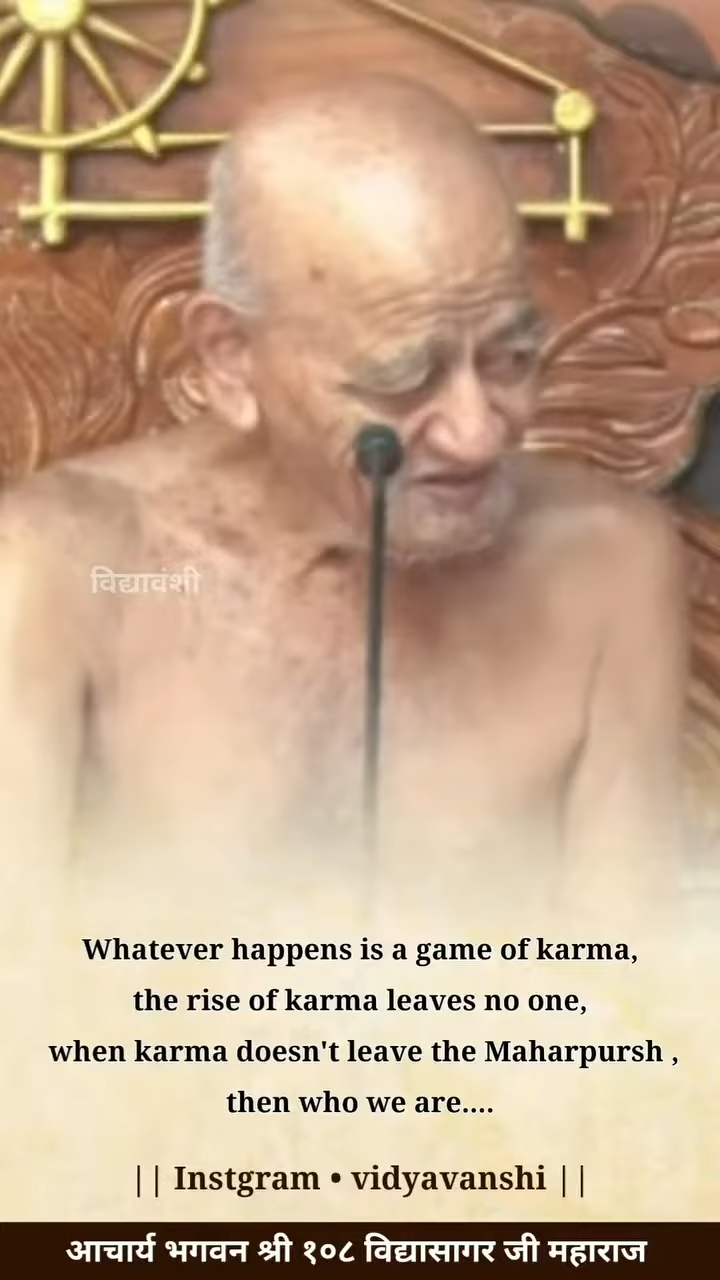 विद्यावंशी
Whatever happens is a game of karma,
the rise of karma leaves no one,
when karma doesn't leave the Maharpursh ,
then who we are....
|| Instgram • vidyavanshi ||
आचार्य भगवन श्री १०८ विद्यासागर जी महाराज